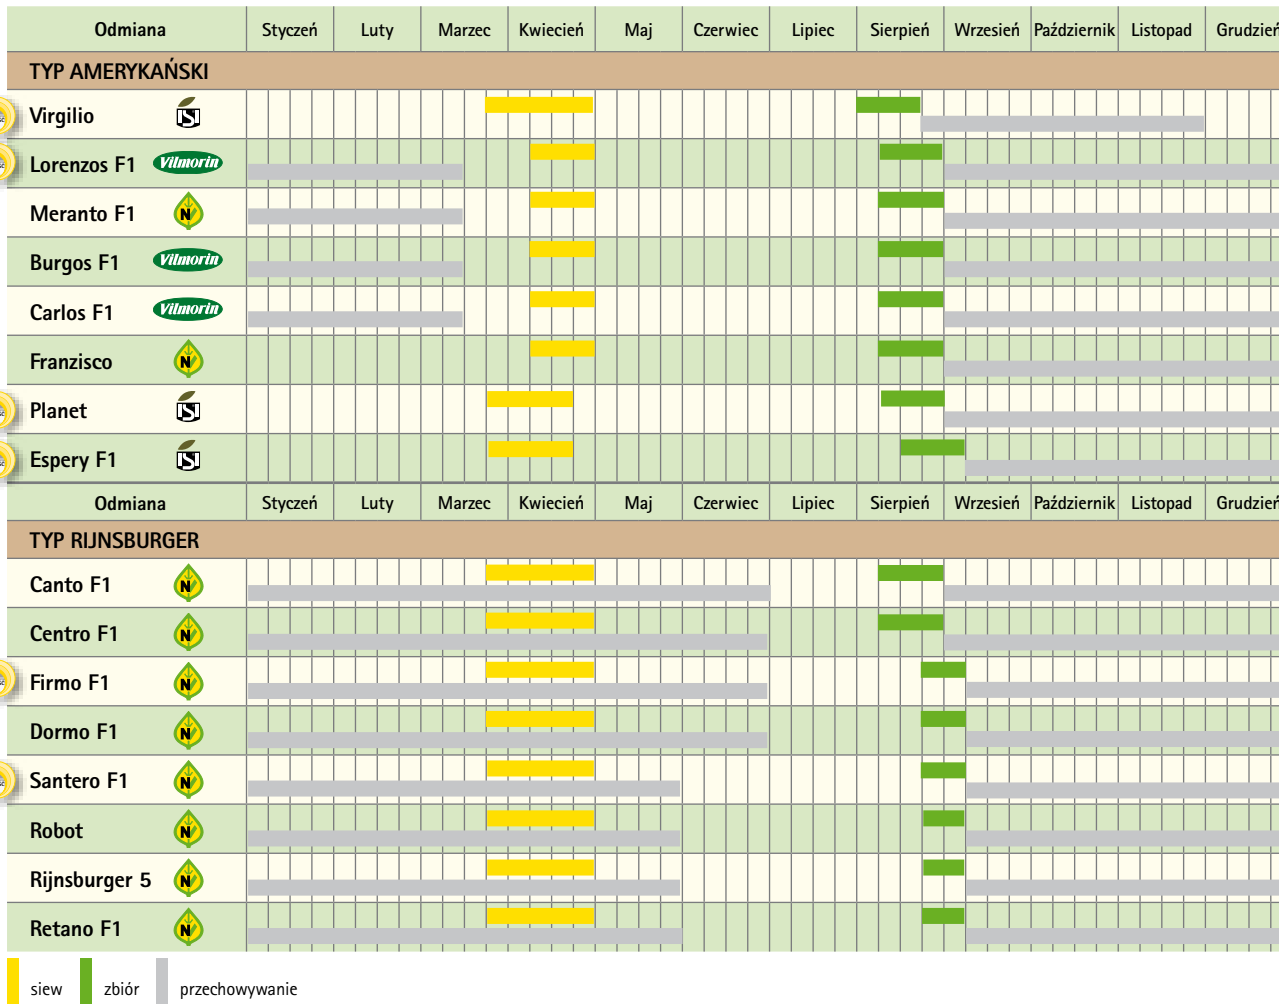 Odmiana Styczeń Luty Marzec Kwiecień Maj Czerwiec Lipiec Sierpień Wrzesień Październik Listopad Grudzień
TYP AMERYKAŃSKI
Virgilio S
Lorenzos F1 Vilmorin
Meranto F1 N
Burgos F1 Vilmorin
Carlos F1 Vilmorin
Franzisco N
Planet S
Espery F1 S
Odmiana Styczeń Luty Marzec Kwiecień Maj Czerwiec Lipiec Sierpień Wrzesień Październik Listopad Grudzień
TYP RIJNSBURGER
Canto F1 N
Centro F1 N
Firmo F1 N
Dormo F1 N
Santero F1 N
Robot N
Rijnsburger 5 N
Retano F1 N
siew zbiór przechowywanie